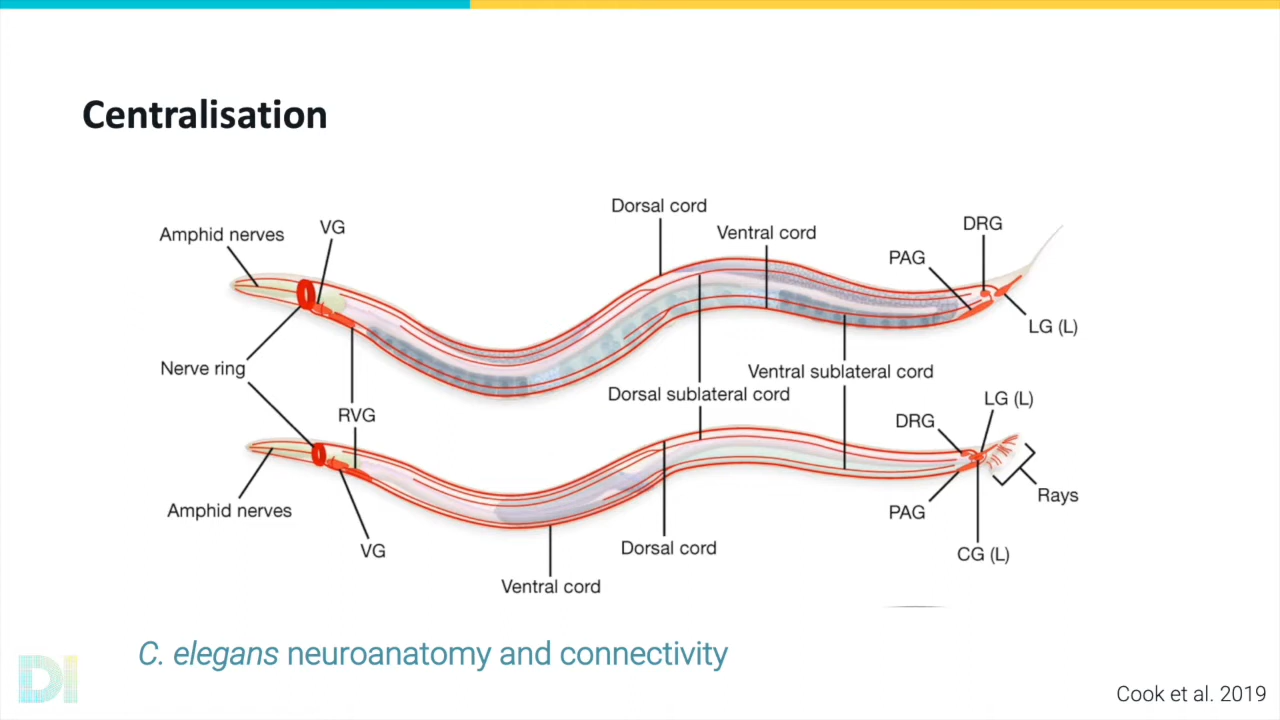 Centralisation
Dorsal cord
DRG
VG
Ventral cord
Amphid nerves
PAG
LG (L)
Nerve ring
Ventral sublateral cord
Dorsal sublateral cord
LG (L)
RVG
DRG
Rays
Amphid nerves
PAG
Dorsal cord
VG
CG (L)
Ventral cord
C. elegans neuroanatomy and connectivity
DI
Cook et al. 2019